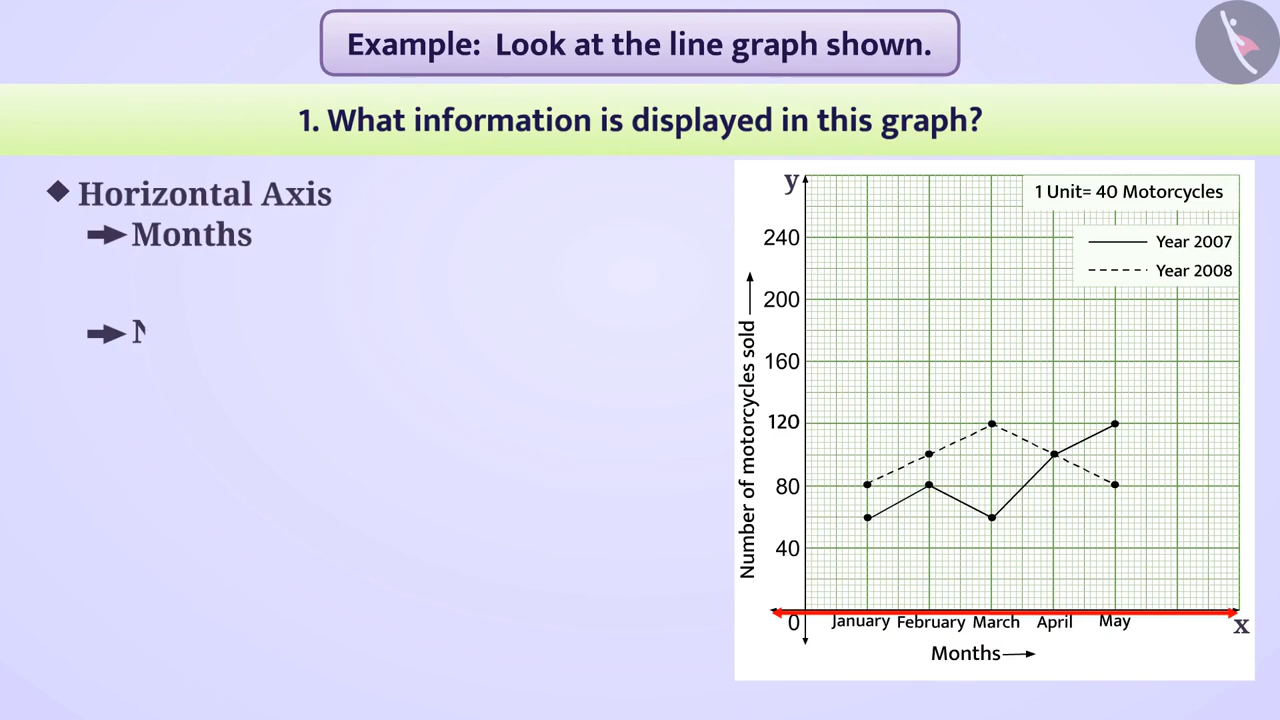 Example: Look at the line graph shown.
1. What information is displayed in this graph?
Horizontal Axis
Months
y
1 Unit= 40 Motorcycles
Year 2007
Year 2008
240
200
160
120
80
40
0
Number of motorcycles sold
January February March April May
x
Months